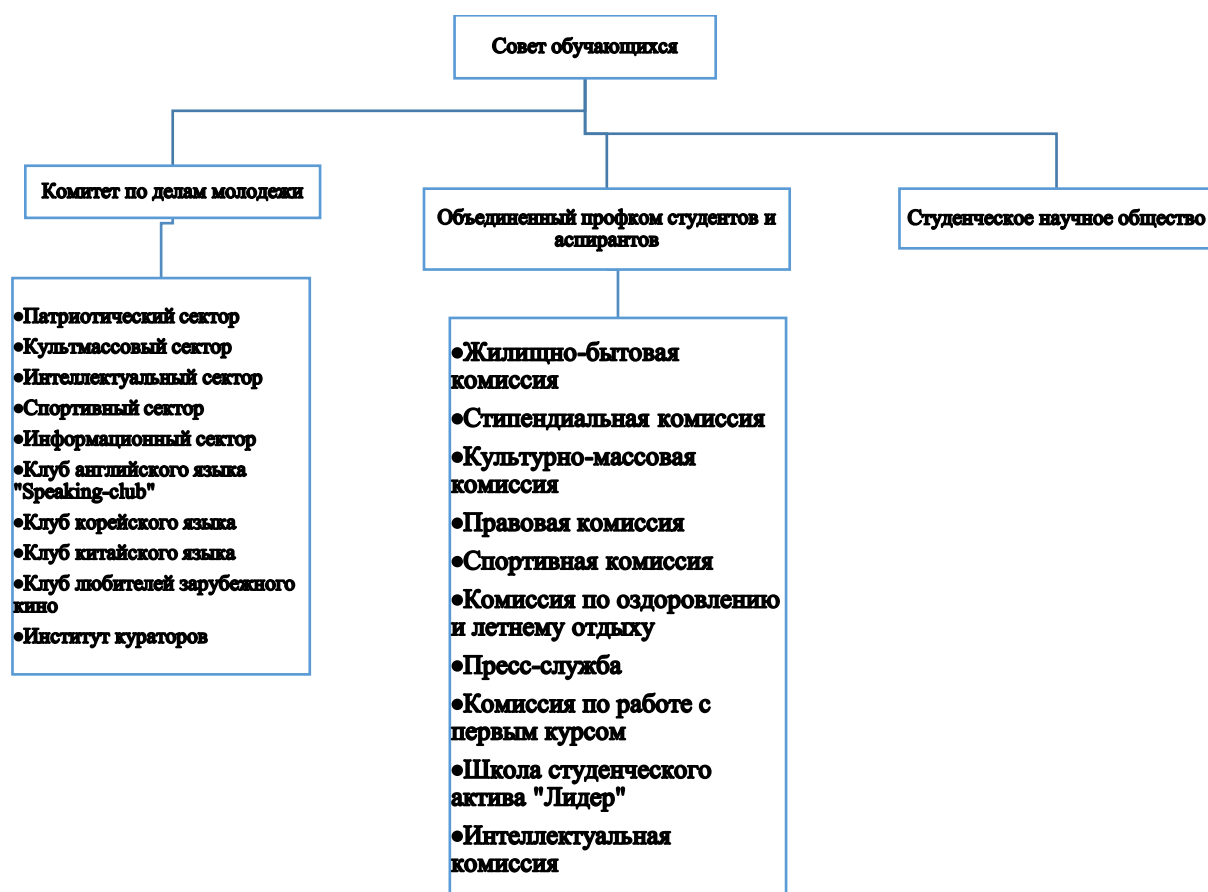 Совет обучающихся
Комитет по делам молодежи
Объединенный профком студентов и
аспирантов
Студенческое научное общество
•Патриотический сектор
•Культмассовый сектор
•Интеллектуальный сектор
•Спортивный сектор
•Информационный сектор
•Клуб английского языка
"Speaking-club"
•Клуб корейского языка
•Клуб китайского языка
•Клуб любителей зарубежного
кино
•Институт кураторов
•Жилищно-бытовая
комиссия
•Стипендиальная комиссия
•Культурно-массовая
комиссия
•Правовая комиссия
•Спортивная комиссия
•Комиссия по оздоровлению
и летнему отдыху
•Пресс-служба
•Комиссия по работе с
первым курсом
•Школа студенческого
актива "Лидер"
•Интеллектуальная
комиссия